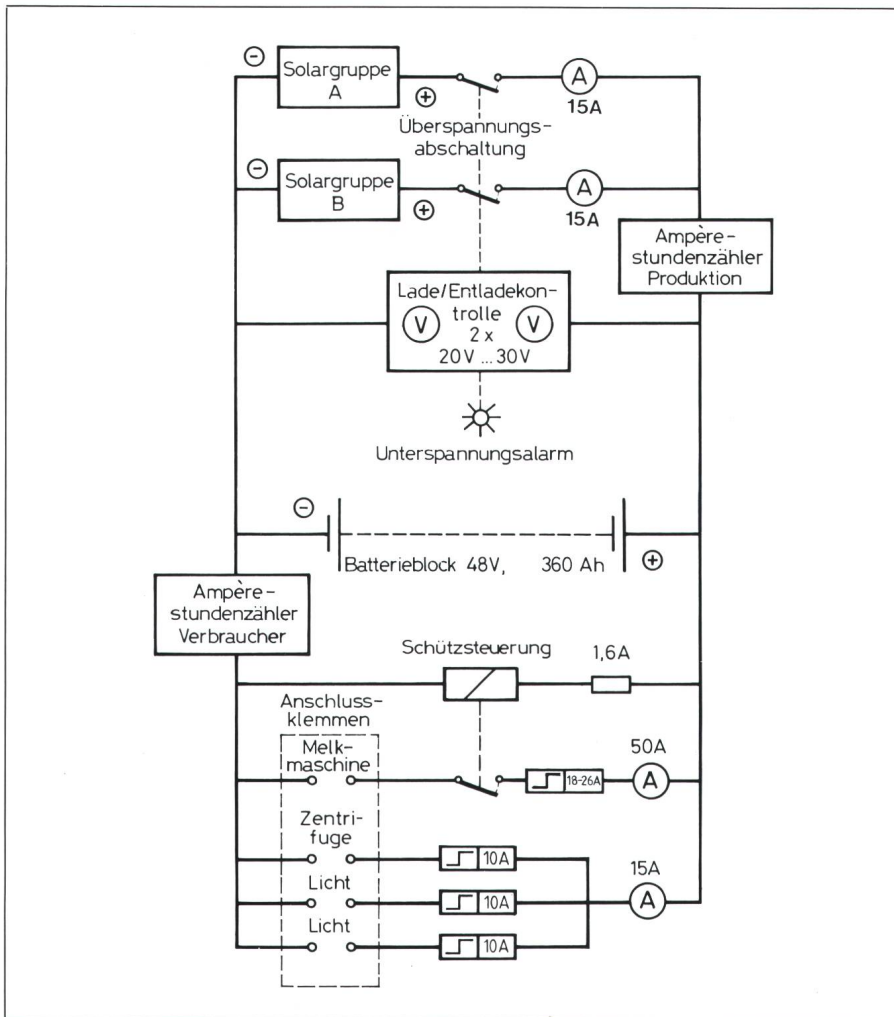 ⊖
Solargruppe
A
⊕
A
15A
Überspannungs-
abschaltung
⊖
Solargruppe
B
⊕
A
15A
Ampère-
stundenzähler
Produktion
Lade/Entladekon-
trolle
V
2 x
V
20V ... 30V
Unterspannungsalarm
⊖
Batterieblock 48V, 360 Ah
⊕
Ampère-
stundenzähler
Verbraucher
Schützsteuerung
1,6A
Anschluss-
klemmen
Melk-
maschine
18-26A
50A
A
Zentri-
fuge
10A
Licht
10A
15A
A
Licht
10A